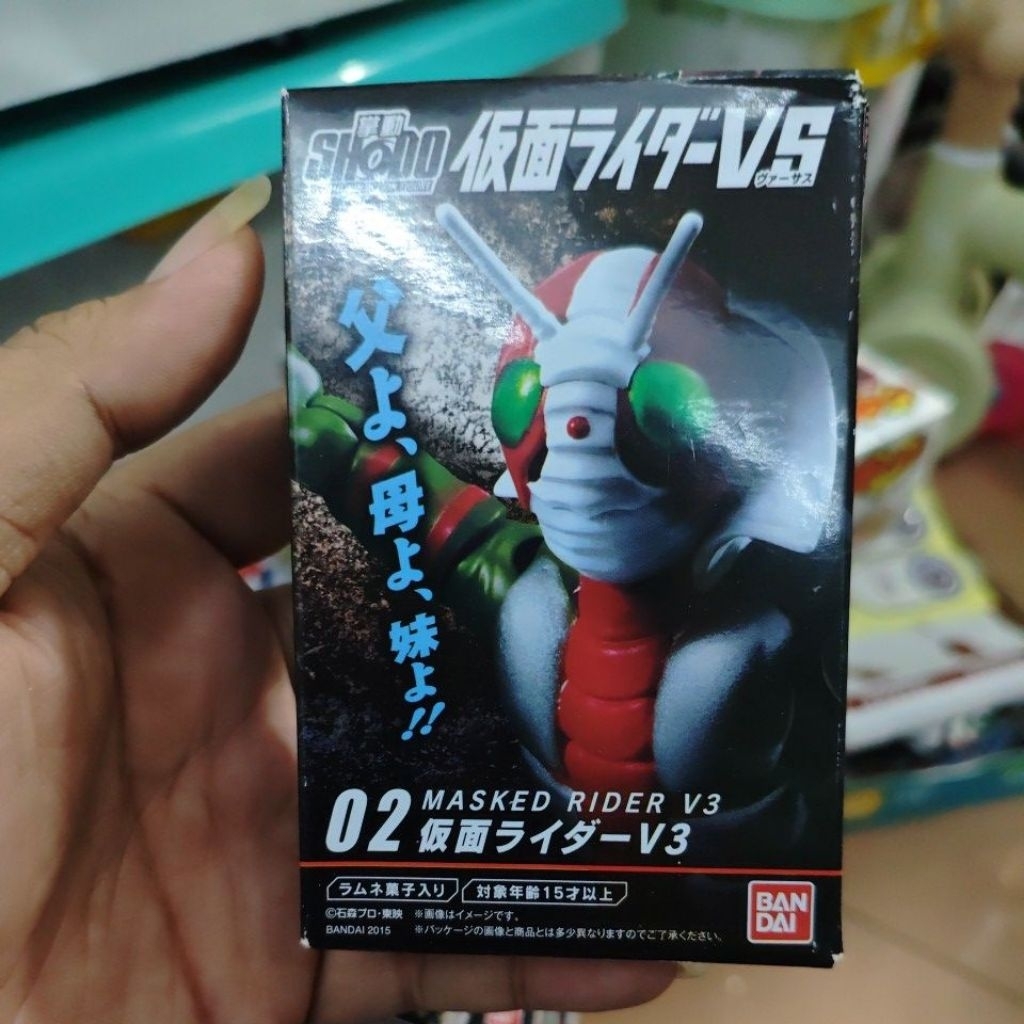 掌動
SHODO 仮面ライダーVS
ヴァーサス
父よ、母よ、妹よ!!
02 MASKED RIDER V3
仮面ライダーV3
ラムネ菓子入り 対象年齢15才以上
©石森プロ・東映 ※画像はイメージです。
BANDAI 2015 ※パッケージの画像と商品とは多少異なりますのでご了承ください。
BAN
DAI